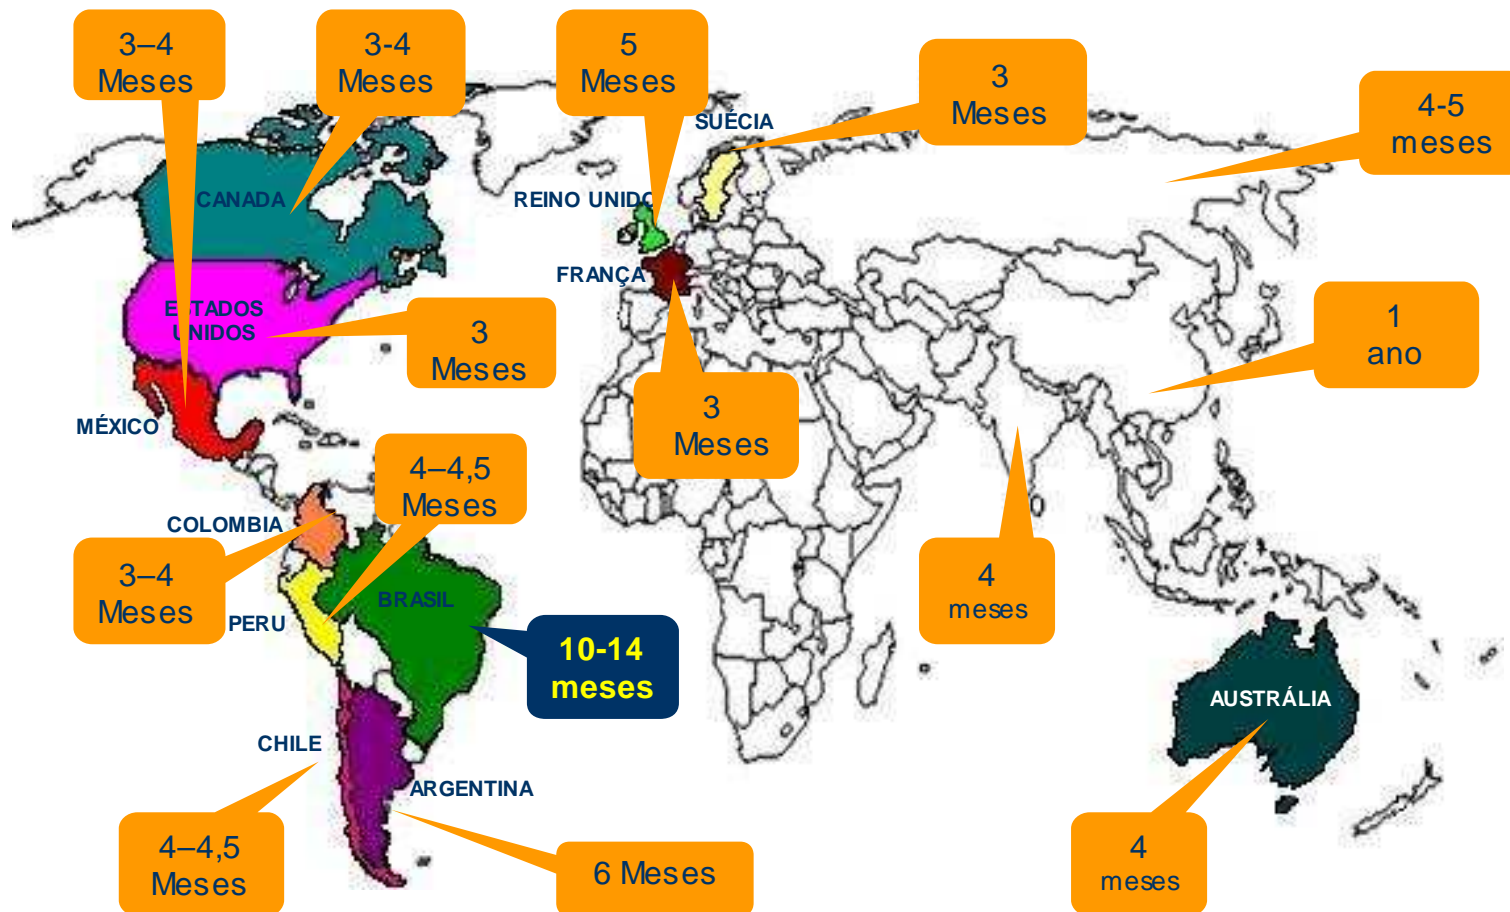 3–4
Meses
3-4
Meses
5
Meses
3
Meses
4-5
meses
SUÉCIA
CANADA
REINO UNIDO
FRANÇA
ESTADOS
UNIDOS
3
Meses
1
ano
3
Meses
MÉXICO
4–4,5
Meses
COLOMBIA
3–4
Meses
4
meses
BRASIL
PERU
10-14
meses
AUSTRÁLIA
CHILE
ARGENTINA
4–4,5
Meses
6 Meses
4
meses